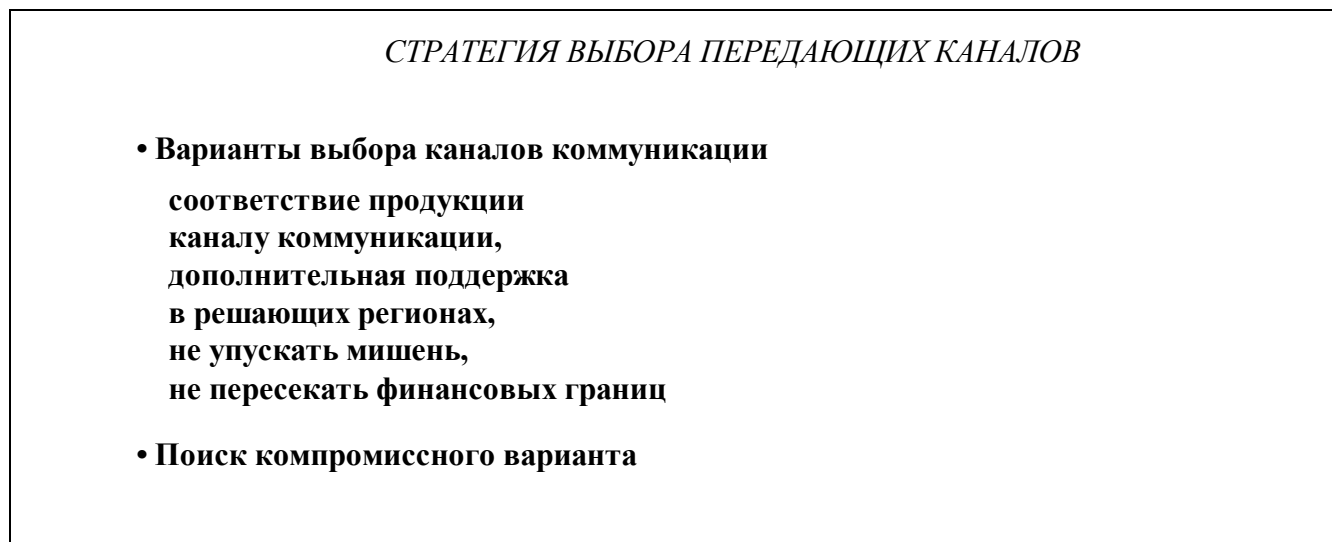 СТРАТЕГИЯ ВЫБОРА ПЕРЕДАЮЩИХ КАНАЛОВ
• Варианты выбора каналов коммуникации
соответствие продукции
каналу коммуникации,
дополнительная поддержка
в решающих регионах,
не упускать мишень,
не пересекать финансовых границ
• Поиск компромиссного варианта